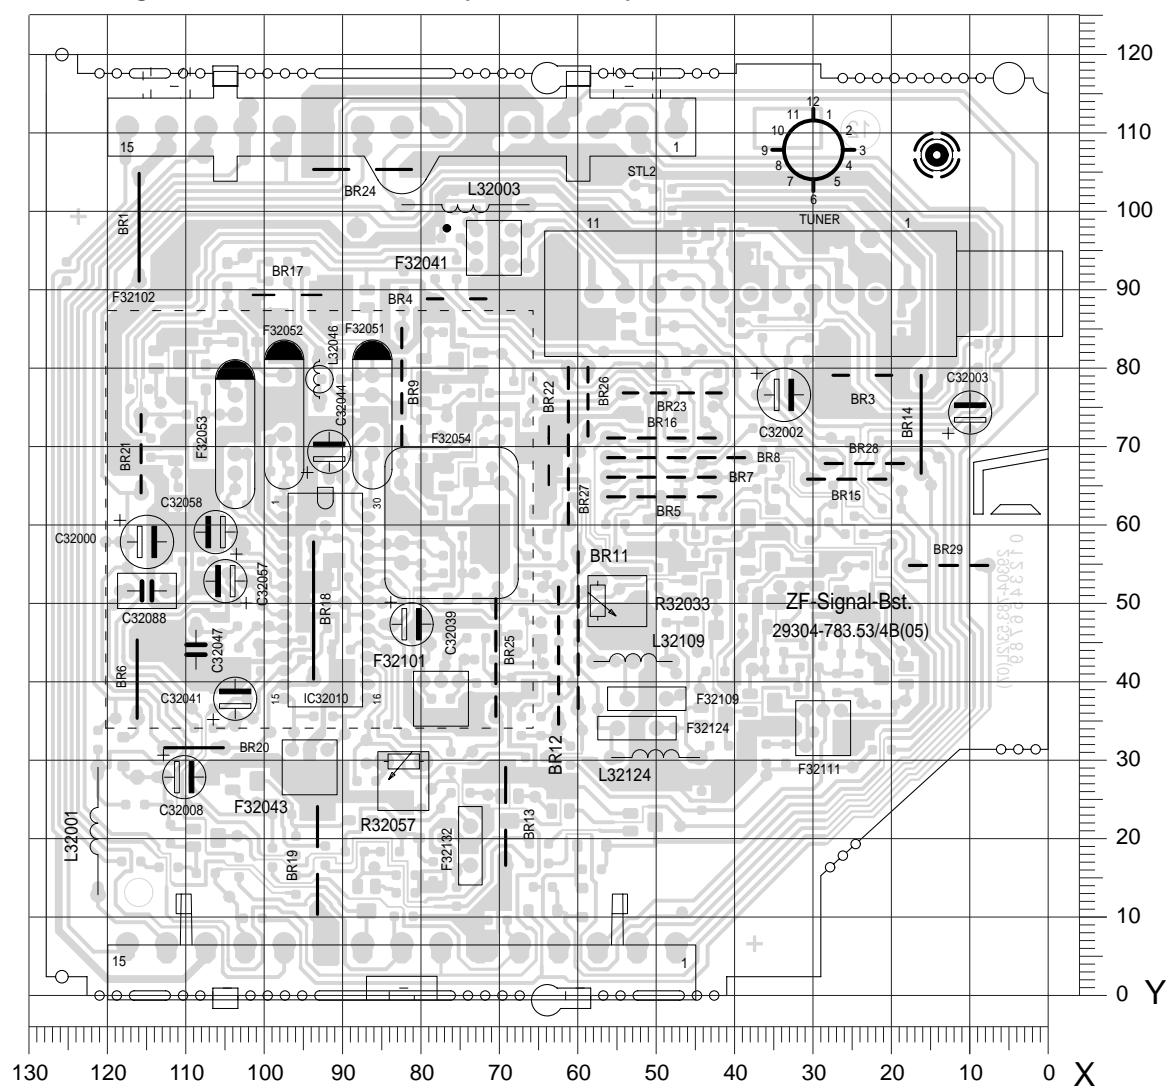 120
12
11
1
10
2
110
9
3
8
4
7
5
6
15
1
STL2
BR24
L32003
BR1
100
TUNER
11
1
F32041
BR17
F32102
BR4
90
F32052
F32051
L32046
80
C32003
BR9
BR22
BR26
C32044
BR3
BR23
BR16
C32002
BR14
F32053
BR21
F32054
70
BR28
BR8
BR7
BR15
BR27
C32058
1
30
BR5
60
C32000
BR11
BR29
C32057
C32088
BR18
R32033
ZF-Signal-Bst.
29304-783.53/4B(05)
50
C32039
C32047
BR25
L32109
F32101
BR6
C32041
15
IC32010
16
F32109
40
F32124
BR20
BR12
L32124
F32111
30
C32008
F32043
R32057
L32001
F32132
BR13
20
BR19
10
15
1
0
Y
130
120
110
100
90
80
70
60
50
40
30
20
10
0
X